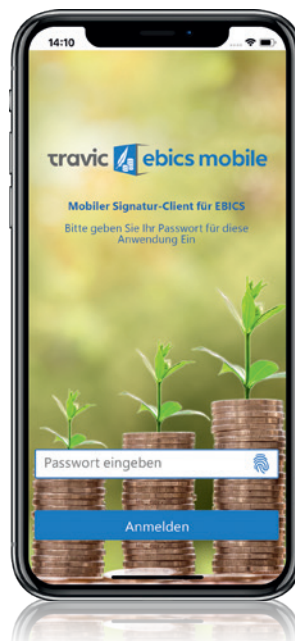 14:10
travic ebics mobile
Mobiler Signatur-Client für EBICS
Bitte geben Sie Ihr Passwort für diese
Anwendung Ein
Passwort eingeben
Anmelden